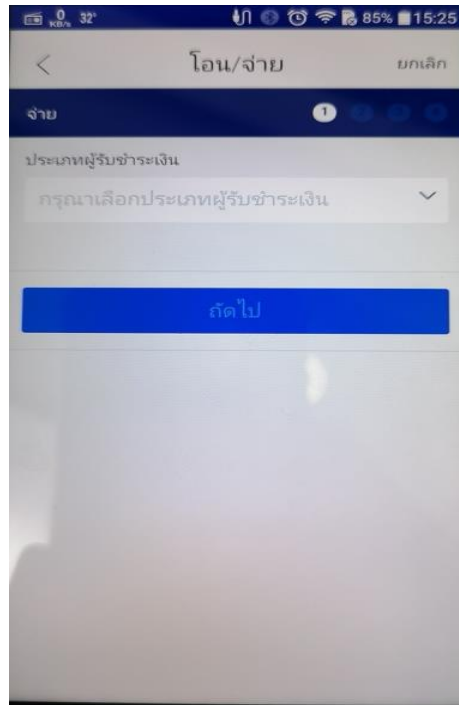 0 KB/s 32° 85% 15:25
โอน/จ่าย ยกเลิก
จ่าย 1
ประเภทผู้รับชำระเงิน
กรุณาเลือกประเภทผู้รับชำระเงิน
ถัดไป